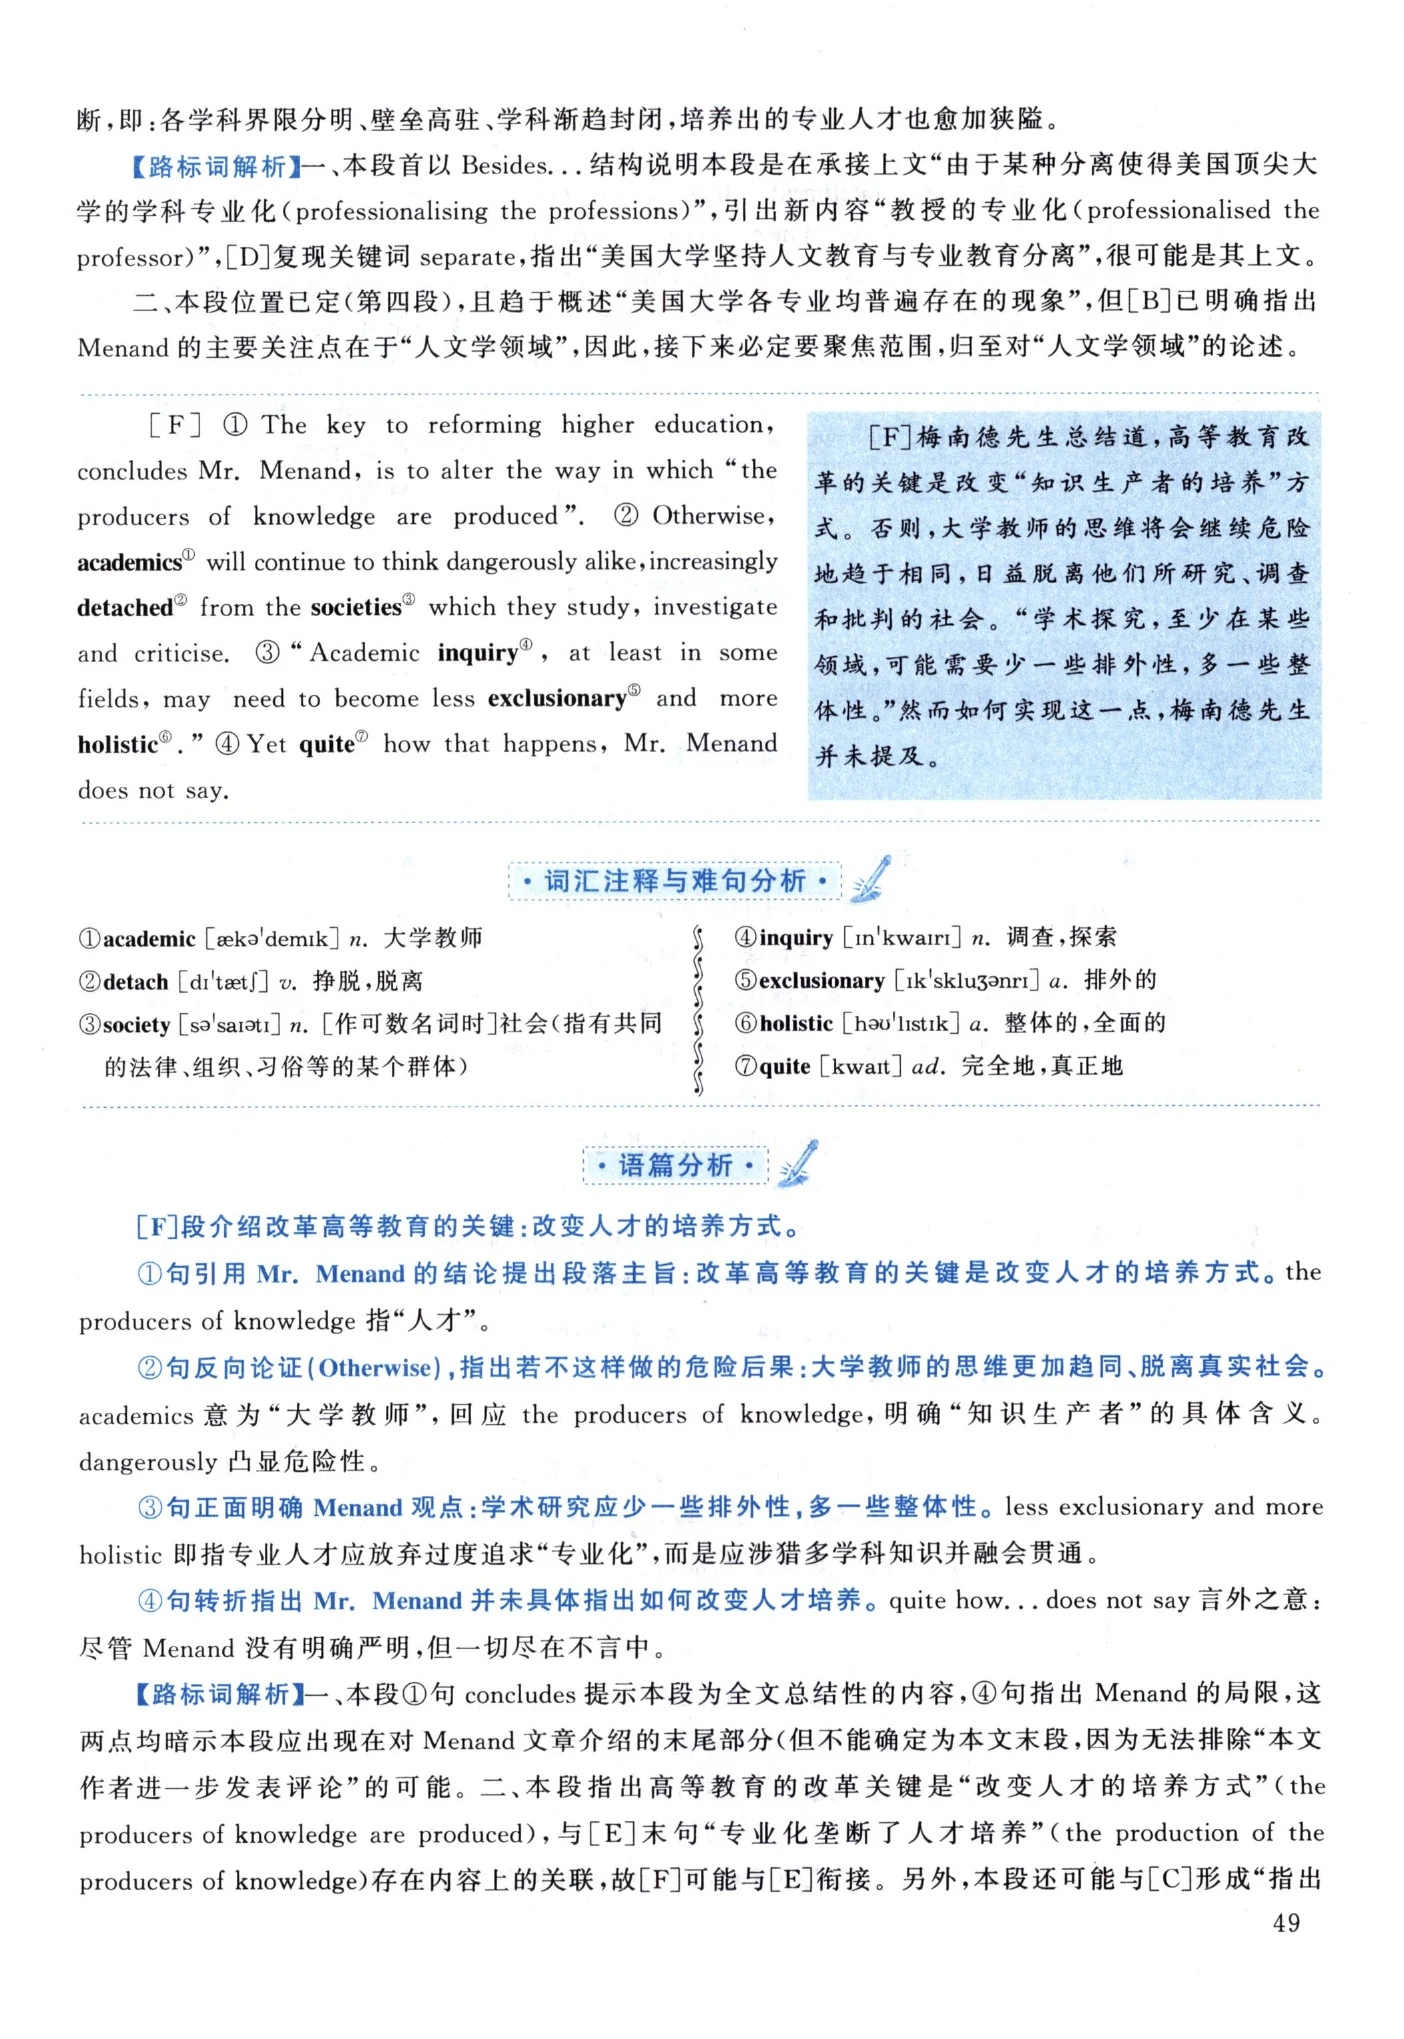 断,即:各学科界限分明、壁垒高驻、学科渐趋封闭,培养出的专业人才也愈加狭隘。
【路标词解析】一、本段首以 Besides...结构说明本段是在承接上文“由于某种分离使得美国顶尖大
学的学科专业化(professionalising the professions)”,引出新内容“教授的专业化(professionalised the
professor)”,[D]复现关键词 separate,指出“美国大学坚持人文教育与专业教育分离”,很可能是其上文。
二、本段位置已定(第四段),且趋于概述“美国大学各专业均普遍存在的现象”,但[B]已明确指出
Menand 的主要关注点在于“人文学领域”,因此,接下来必定要聚焦范围,归至对“人文学领域”的论述。
[F] ① The key to reforming higher education,
concludes Mr. Menand, is to alter the way in which “the
producers of knowledge are produced”. ② Otherwise,
academics① will continue to think dangerously alike,increasingly
detached② from the societies③ which they study, investigate
and criticise. ③ “Academic inquiry④, at least in some
fields, may need to become less exclusionary⑤ and more
holistic⑥.” ④ Yet quite⑦ how that happens, Mr. Menand
does not say.
[F]梅南德先生总结道,高等教育改
革的关键是改变“知识生产者的培养”方
式。否则,大学教师的思维将会继续危险
地趋于相同,日益脱离他们所研究、调查
和批判的社会。“学术探究,至少在某些
领域,可能需要少一些排外性,多一些整
体性。”然而如何实现这一点,梅南德先生
并未提及。
·词汇注释与难句分析·
①academic [ækə'demɪk] n. 大学教师
②detach [dɪ'tætʃ] v. 挣脱,脱离
③society [sə'saɪətɪ] n. [作可数名词时]社会(指有共同
的法律、组织、习俗等的某个群体)
④inquiry [ɪn'kwaɪrɪ] n. 调查,探索
⑤exclusionary [ɪk'skluʒənrɪ] a. 排外的
⑥holistic [həʊ'lɪstɪk] a. 整体的,全面的
⑦quite [kwaɪt] ad. 完全地,真正地
·语篇分析·
[F]段介绍改革高等教育的关键:改变人才的培养方式。
①句引用 Mr. Menand 的结论提出段落主旨:改革高等教育的关键是改变人才的培养方式。the
producers of knowledge 指“人才”。
②句反向论证(Otherwise),指出若不这样做的危险后果:大学教师的思维更加趋同、脱离真实社会。
academics 意为“大学教师”,回应 the producers of knowledge,明确“知识生产者”的具体含义。
dangerously 凸显危险性。
③句正面明确 Menand 观点:学术研究应少一些排外性,多一些整体性。less exclusionary and more
holistic 即指专业人才应放弃过度追求“专业化”,而是应涉猎多学科知识并融会贯通。
④句转折指出 Mr. Menand 并未具体指出如何改变人才培养。quite how...does not say 言外之意:
尽管 Menand 没有明确严明,但一切尽在不言中。
【路标词解析】一、本段①句 concludes 提示本段为全文总结性的内容,④句指出 Menand 的局限,这
两点均暗示本段应出现在对 Menand 文章介绍的末尾部分(但不能确定为本文末段,因为无法排除“本文
作者进一步发表评论”的可能。二、本段指出高等教育的改革关键是“改变人才的培养方式”(the
producers of knowledge are produced),与[E]末句“专业化垄断了人才培养”(the production of the
producers of knowledge)存在内容上的关联,故[F]可能与[E]衔接。另外,本段还可能与[C]形成“指出
49